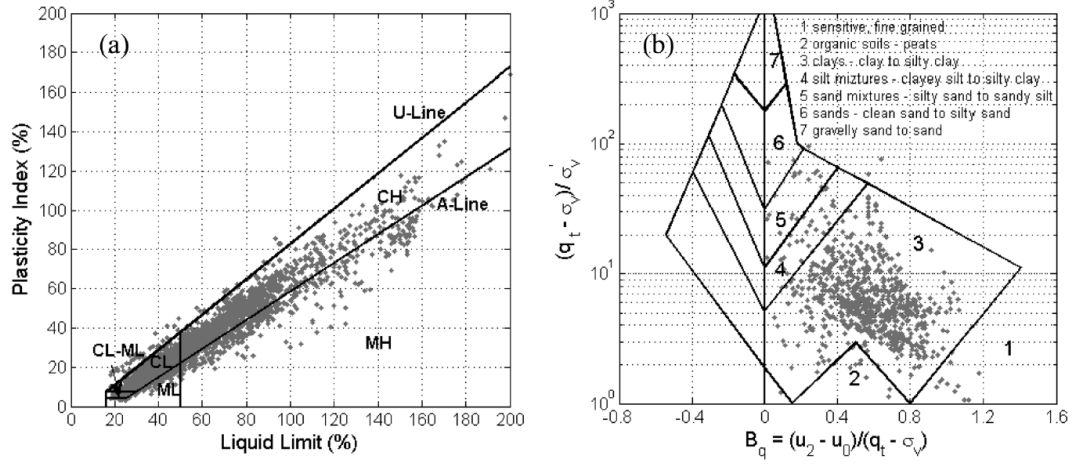 (a)
200
180
160
140
120
100
80
60
40
20
0
Plasticity Index (%)
U-Line
CH
A-Line
CL-ML
CL
MH
ML
0 20 40 60 80 100 120 140 160 180 200
Liquid Limit (%)
(b)
1 sensitive, fine grained
2 organic soils - peats
3 clays - clay to silty clay
4 silt miztures - clayey silt to silty clay
5 sand mixtures - silty sand to sandy silt
6 sands - clean sand to silty sand
7 gravelly sand to sand
10³
10²
10¹
10⁰
(q_t - σ_v)/ σ_v'
7
6
5
4
3
2
1
-0.8 -0.4 0 0.4 0.8 1.2 1.6
B_q = (u_2 - u_0)/(q_t - σ_v)